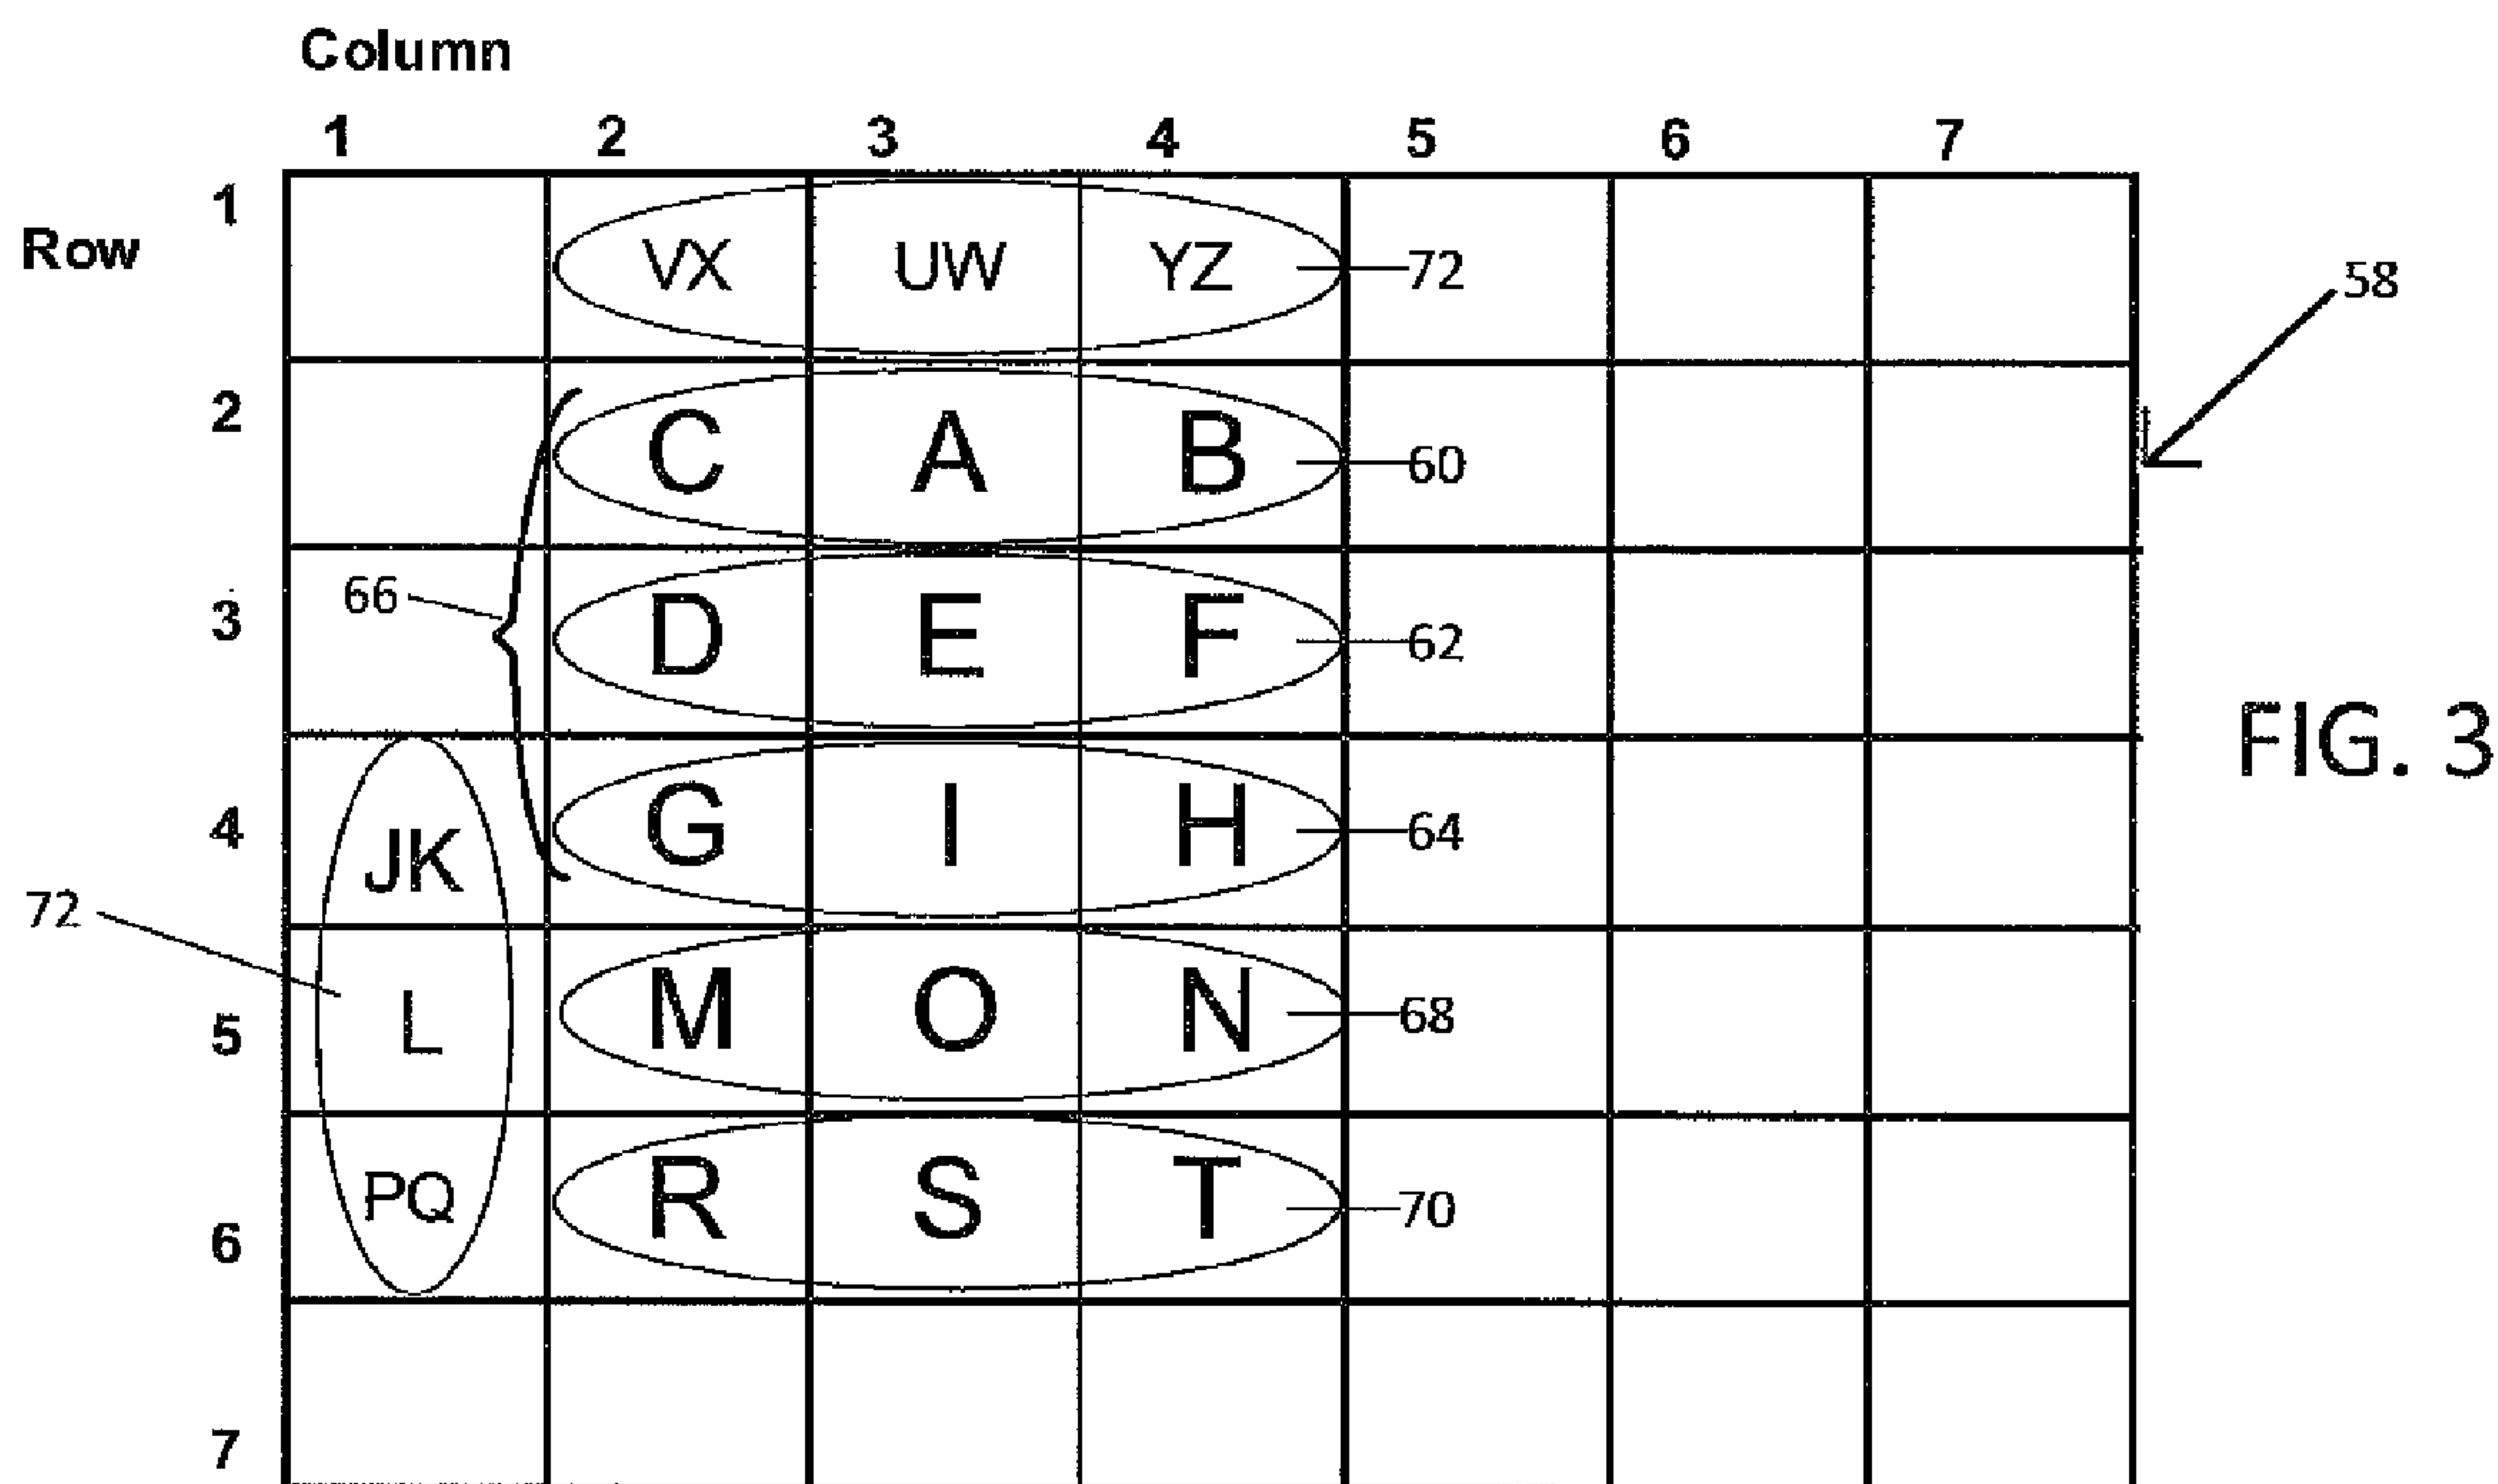 Column
1 2 3 4 5 6 7
1
Row
VX UW YZ 72
58
2 C A B 60
3 66 D E F 62
FIG. 3
4 JK G I H 64
72
5 L M O N 68
6 PQ R S T 70
7